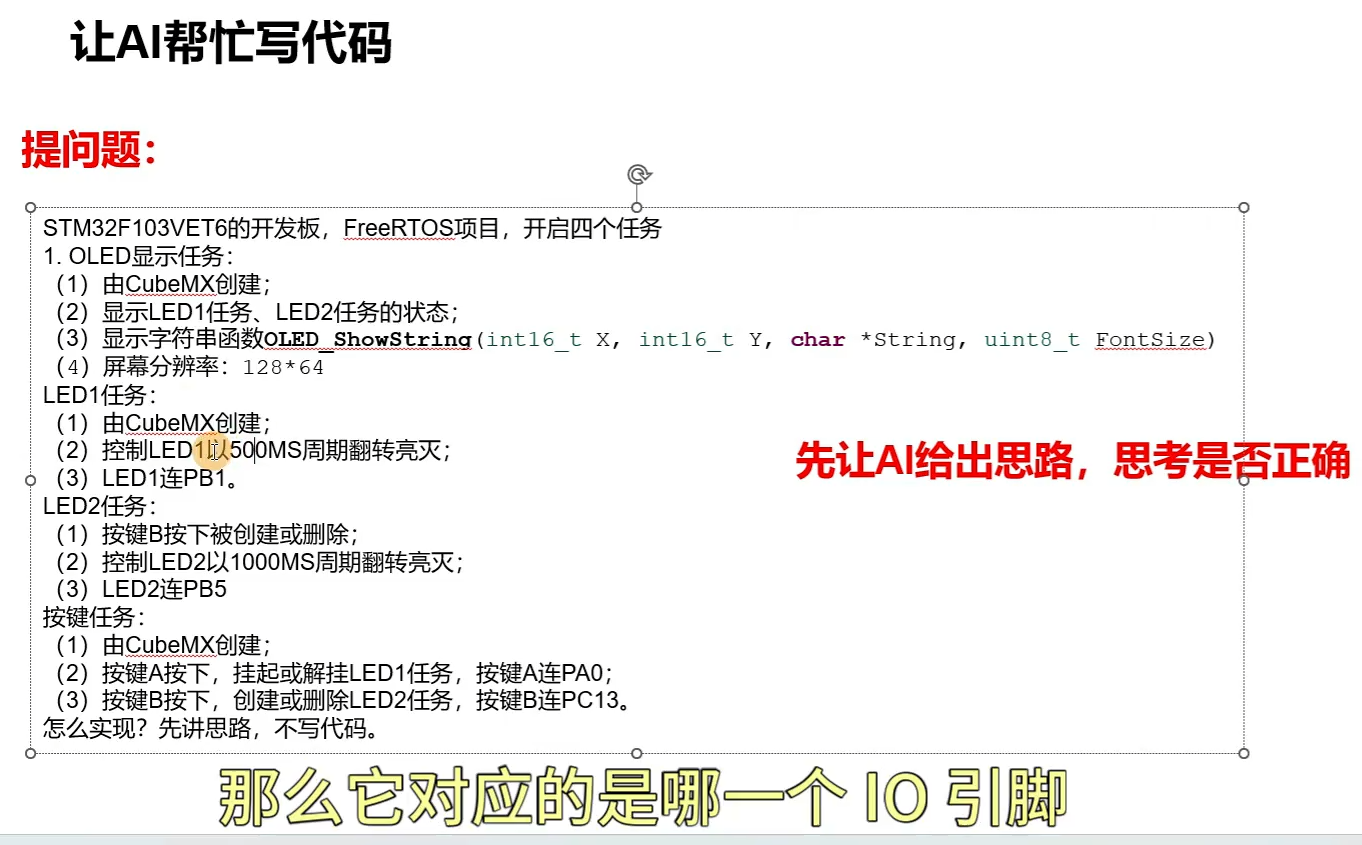 让AI帮忙写代码
提问题：
STM32F103VET6的开发板，FreeRTOS项目，开启四个任务
1. OLED显示任务：
（1）由CubeMX创建；
（2）显示LED1任务、LED2任务的状态；
（3）显示字符串函数OLED_ShowString(int16_t X, int16_t Y, char *String, uint8_t FontSize)
（4）屏幕分辨率：128*64
LED1任务：
（1）由CubeMX创建；
（2）控制LED1以500MS周期翻转亮灭；
（3）LED1连PB1。
先让AI给出思路，思考是否正确
LED2任务：
（1）按键B按下被创建或删除；
（2）控制LED2以1000MS周期翻转亮灭；
（3）LED2连PB5
按键任务：
（1）由CubeMX创建；
（2）按键A按下，挂起或解挂LED1任务，按键A连PA0；
（3）按键B按下，创建或删除LED2任务，按键B连PC13。
怎么实现？先讲思路，不写代码。
那么它对应的是哪一个 IO 引脚